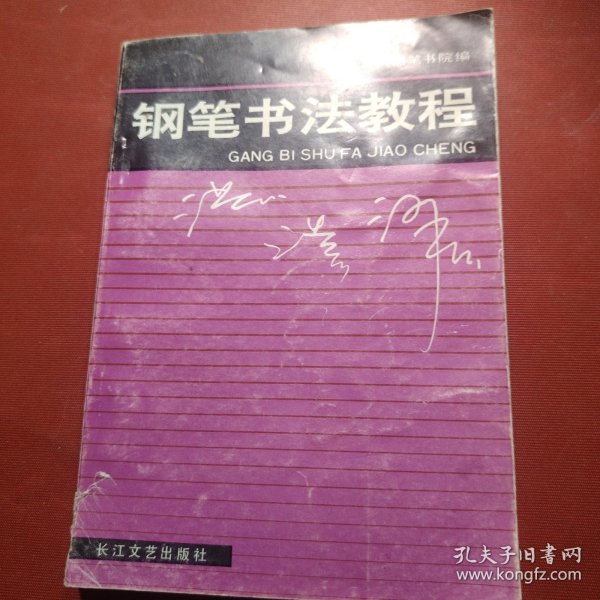 笔书院编
钢笔书法教程
GANG BI SHU FA JIAO CHENG
长江文艺出版社
孔夫子旧书网
www.kongfz.com